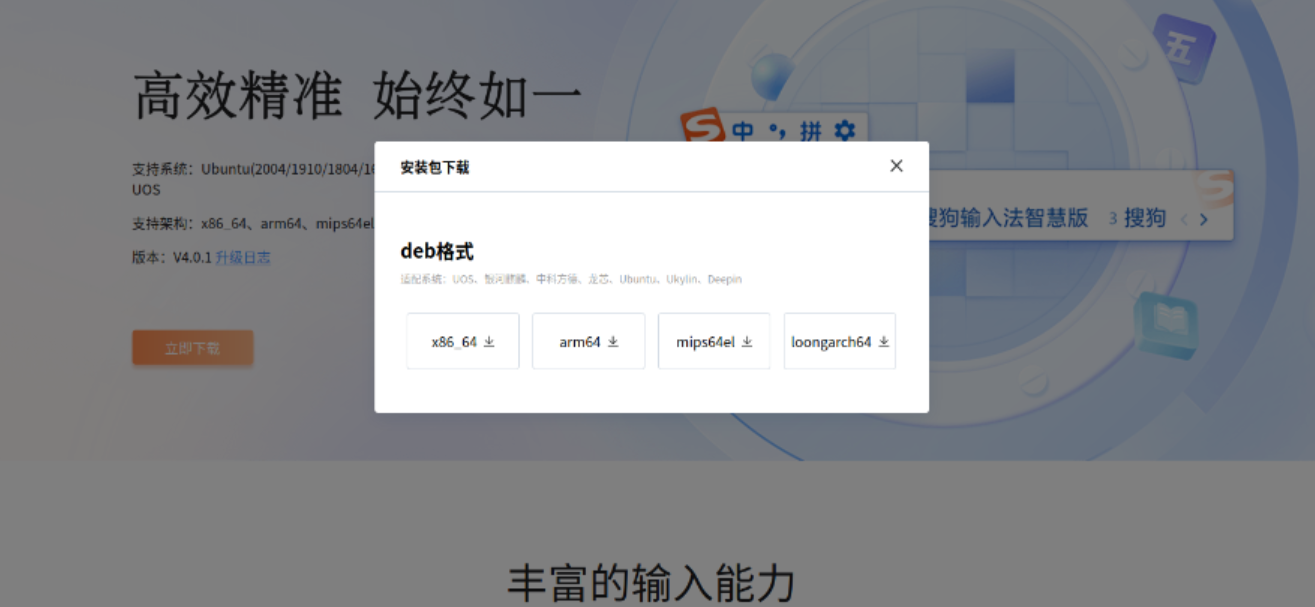 高效精准 始终如一
支持系统：Ubuntu(2004/1910/1804/16
UOS
支持架构：x86_64、arm64、mips64el
版本：V4.0.1 升级日志
立即下载
五
中 °, 拼
搜狗输入法智慧版 3 搜狗
安装包下载
deb格式
适配系统：UOS、银河麒麟、中科方德、龙芯、Ubuntu、Ukylin、Deepin
x86_64
arm64
mips64el
loongarch64
丰富的输入能力